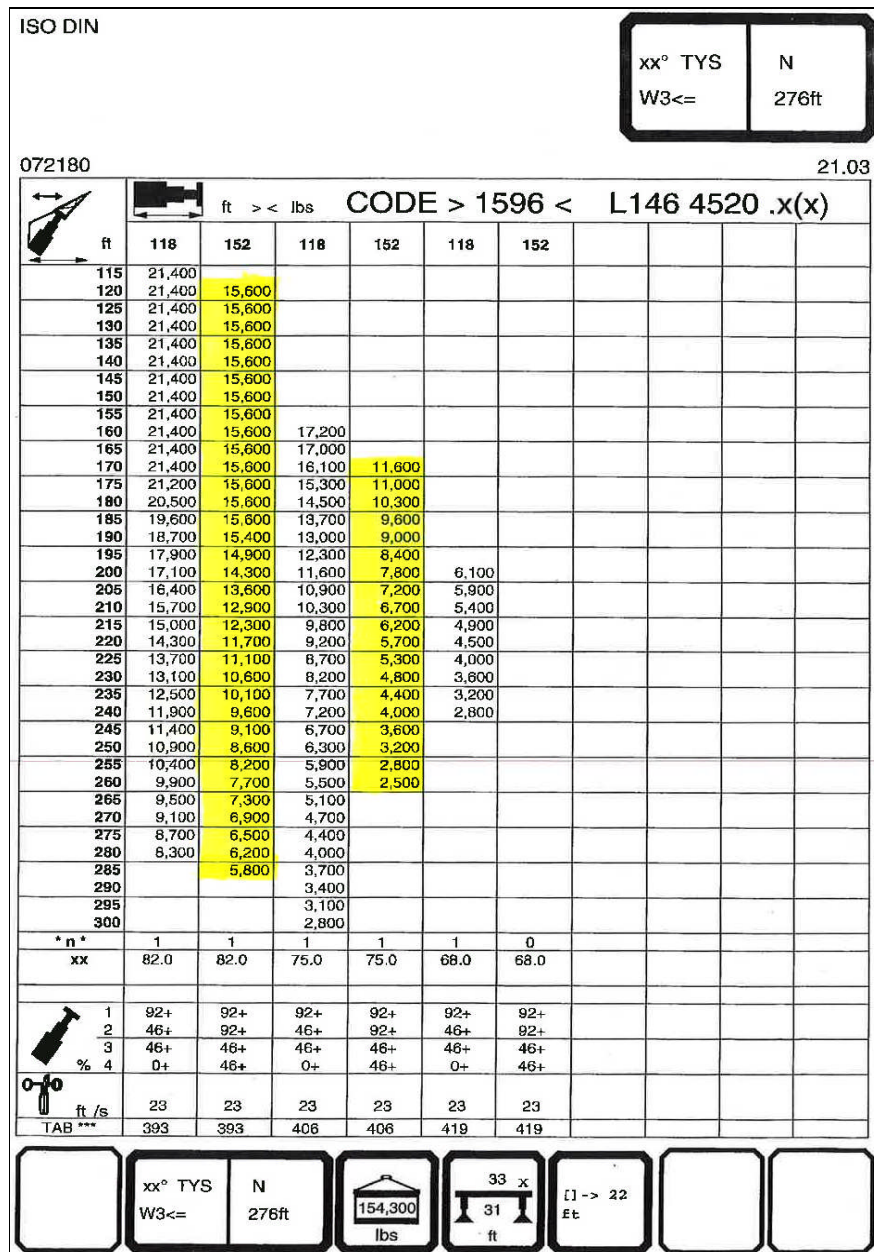 ISO DIN
xx° TYS N
W3<= 276ft
072180 21.03
ft >< lbs CODE > 1596 < L146 4520 .x(x)
ft 118 152 118 152 118 152
115 21,400
120 21,400 15,600
125 21,400 15,600
130 21,400 15,600
135 21,400 15,600
140 21,400 15,600
145 21,400 15,600
150 21,400 15,600
155 21,400 15,600
160 21,400 15,600 17,200
165 21,400 15,600 17,000
170 21,400 15,600 16,100 11,600
175 21,200 15,600 15,300 11,000
180 20,500 15,600 14,500 10,300
185 19,600 15,600 13,700 9,600
190 18,700 15,400 13,000 9,000
195 17,900 14,900 12,300 8,400
200 17,100 14,300 11,600 7,800 6,100
205 16,400 13,600 10,900 7,200 5,900
210 15,700 12,900 10,300 6,700 5,400
215 15,000 12,300 9,800 6,200 4,900
220 14,300 11,700 9,200 5,700 4,500
225 13,700 11,100 8,700 5,300 4,000
230 13,100 10,600 8,200 4,800 3,600
235 12,500 10,100 7,700 4,400 3,200
240 11,900 9,600 7,200 4,000 2,800
245 11,400 9,100 6,700 3,600
250 10,900 8,600 6,300 3,200
255 10,400 8,200 5,900 2,800
260 9,900 7,700 5,500 2,500
265 9,500 7,300 5,100
270 9,100 6,900 4,700
275 8,700 6,500 4,400
280 8,300 6,200 4,000
285 5,800 3,700
290 3,400
295 3,100
300 2,800
* n * 1 1 1 1 1 0
xx 82.0 82.0 75.0 75.0 68.0 68.0
1 92+ 92+ 92+ 92+ 92+ 92+
2 46+ 92+ 46+ 92+ 46+ 92+
3 46+ 46+ 46+ 46+ 46+ 46+
% 4 0+ 46+ 0+ 46+ 0+ 46+
ft /s 23 23 23 23 23 23
TAB *** 393 393 406 406 419 419
xx° TYS N
W3<= 276ft
154,300
lbs
33 x
31
ft
[] -> 22
ft